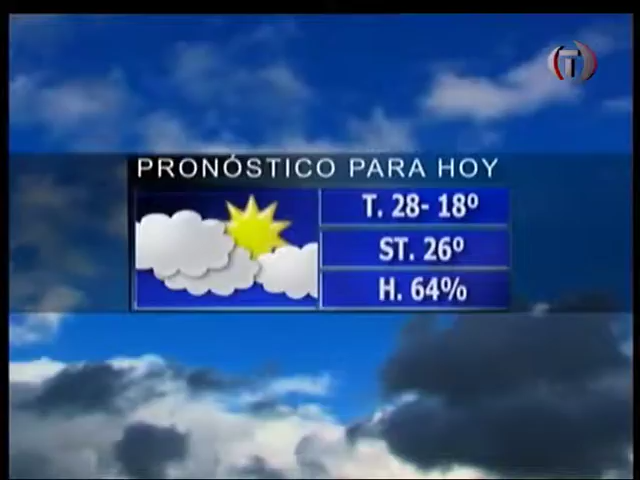 T
PRONÓSTICO PARA HOY
T. 28- 18º
ST. 26º
H. 64%